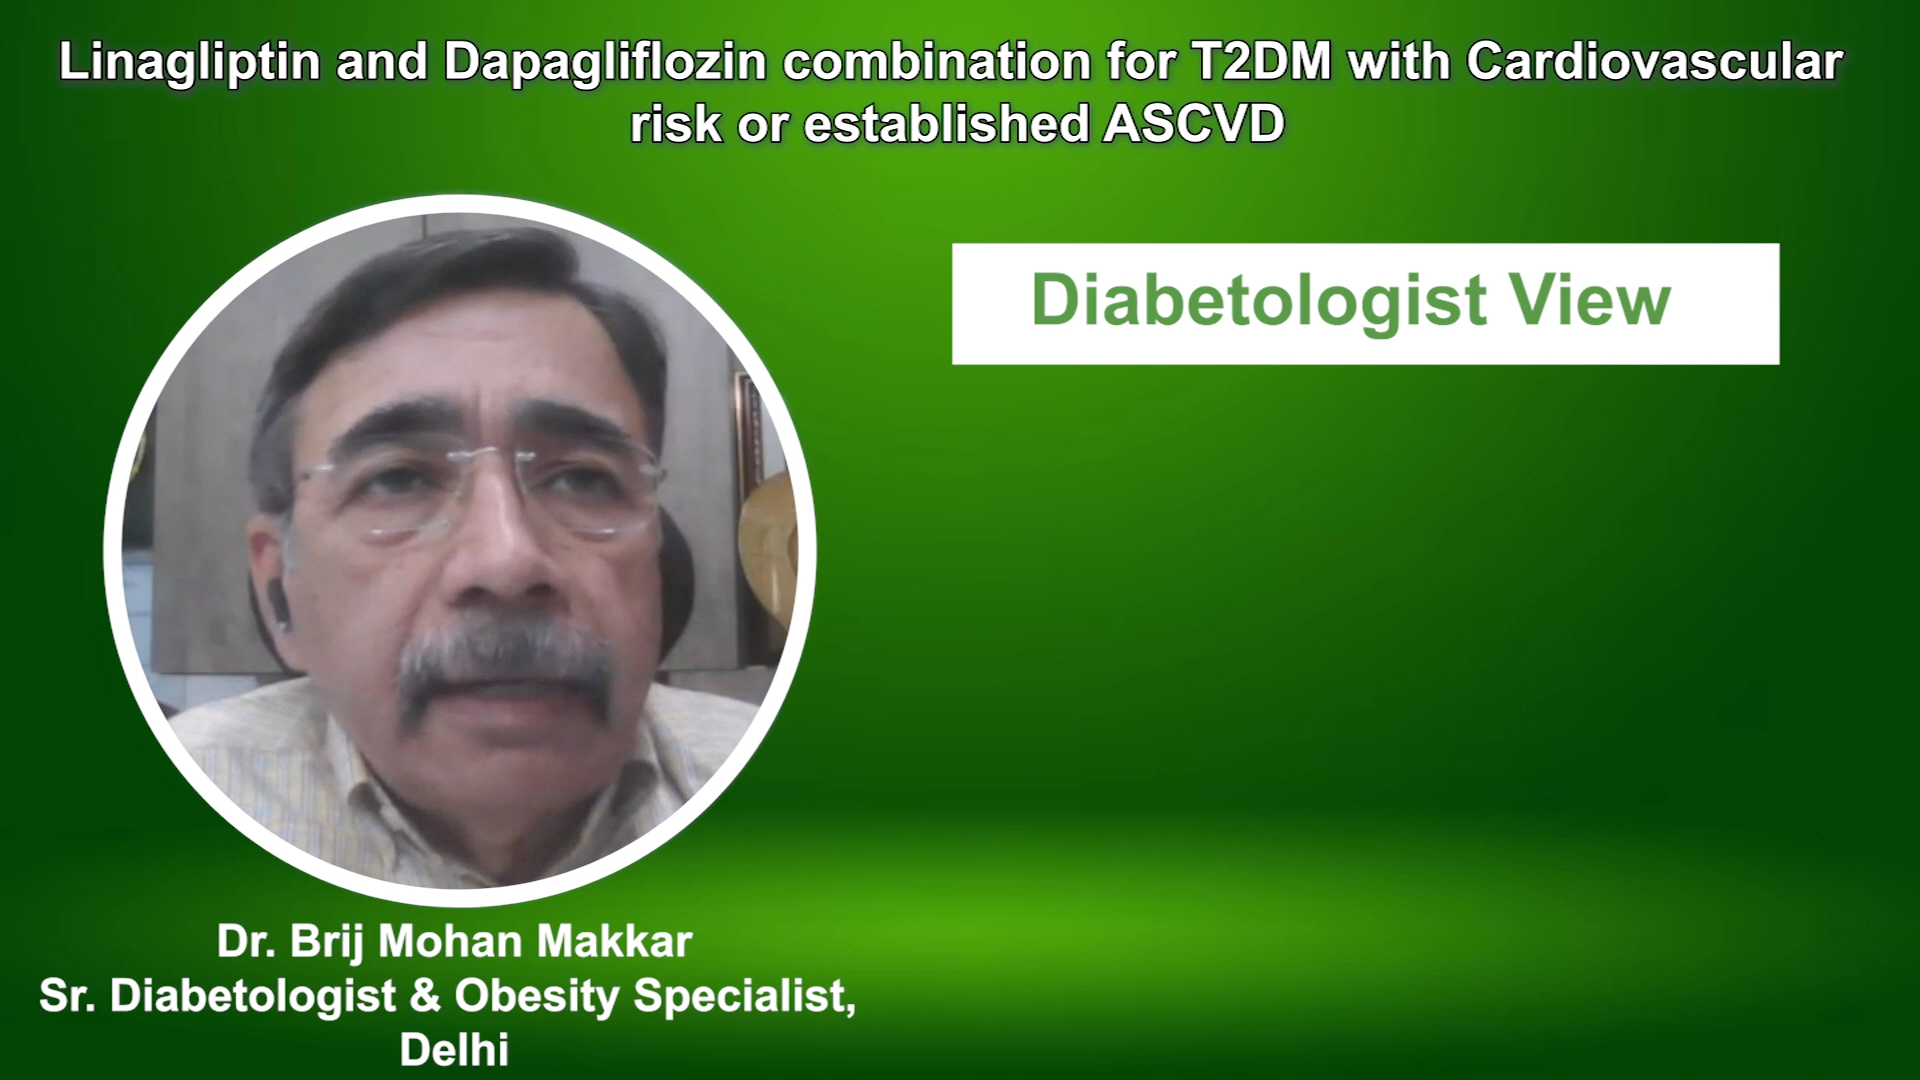 Linagliptin and Dapagliflozin combination for T2DM with Cardiovascular
risk or established ASCVD
Diabetologist View
Dr. Brij Mohan Makkar
Sr. Diabetologist & Obesity Specialist,
Delhi